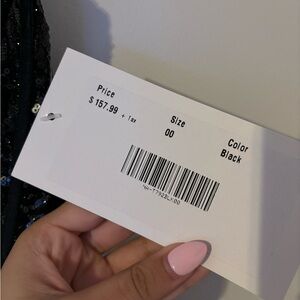 Price
$ 157.99 + Tax
Size
00
Color
Black